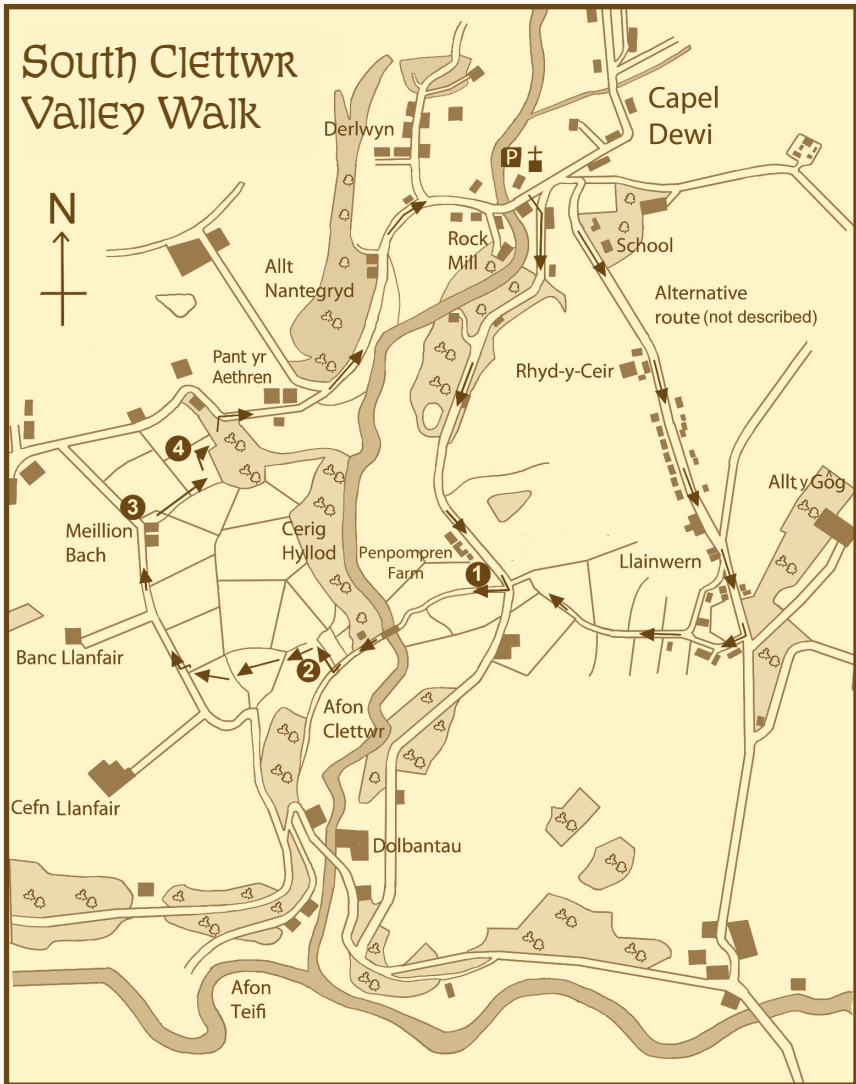 South Clettwr
Valley Walk
Capel
Dewi
Derlwyn
P
N
Rock
Mill
School
Allt
Nantegryd
Alternative
route (not described)
Pant yr
Aethren
Rhyd-y-Ceir
4
Allt y Gôg
3
Meillion
Bach
Cerig
Hyllod
Penpompren
Farm
1
Llainwern
Banc Llanfair
2
Afon
Clettwr
Cefn Llanfair
Dolbantau
Afon
Teifi